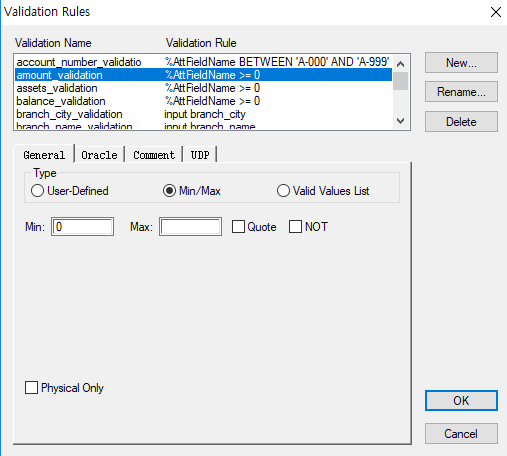 Validation Rules
Validation Name Validation Rule
account_number_validatio %AttFieldName BETWEEN 'A-000' AND 'A-999'
amount_validation %AttFieldName >= 0
assets_validation %AttFieldName >= 0
balance_validation %AttFieldName >= 0
branch_city_validation input branch_city
branch_name_validation input branch_name
New...
Rename...
Delete
General Oracle Comment UDP
Type
User-Defined Min/Max Valid Values List
Min: 0 Max: Quote NOT
Physical Only
OK
Cancel